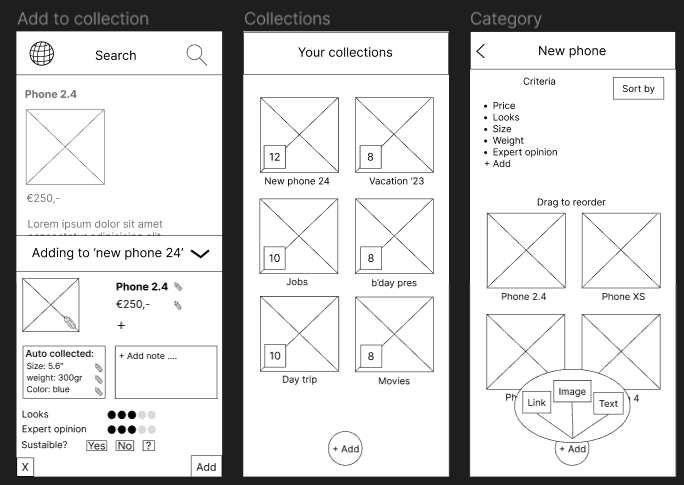 Add to collection
Search
Phone 2.4
€250,-
Lorem ipsum dolor sit amet
consectetur adipisicing elit
Adding to ‘new phone 24’
Phone 2.4
€250,-
+
Auto collected:
Size: 5.6”
weight: 300gr
Color: blue
+ Add note ....
Looks
Expert opinion
Sustaible?
Yes
No
?
X
Add
Collections
Your collections
12
New phone 24
8
Vacation ’23
10
Jobs
8
b’day pres
10
Day trip
8
Movies
+ Add
Category
New phone
Criteria
Sort by
• Price
• Looks
• Size
• Weight
• Expert opinion
+ Add
Drag to reorder
Phone 2.4
Phone XS
Ph
4
Link
Image
Text
+ Add